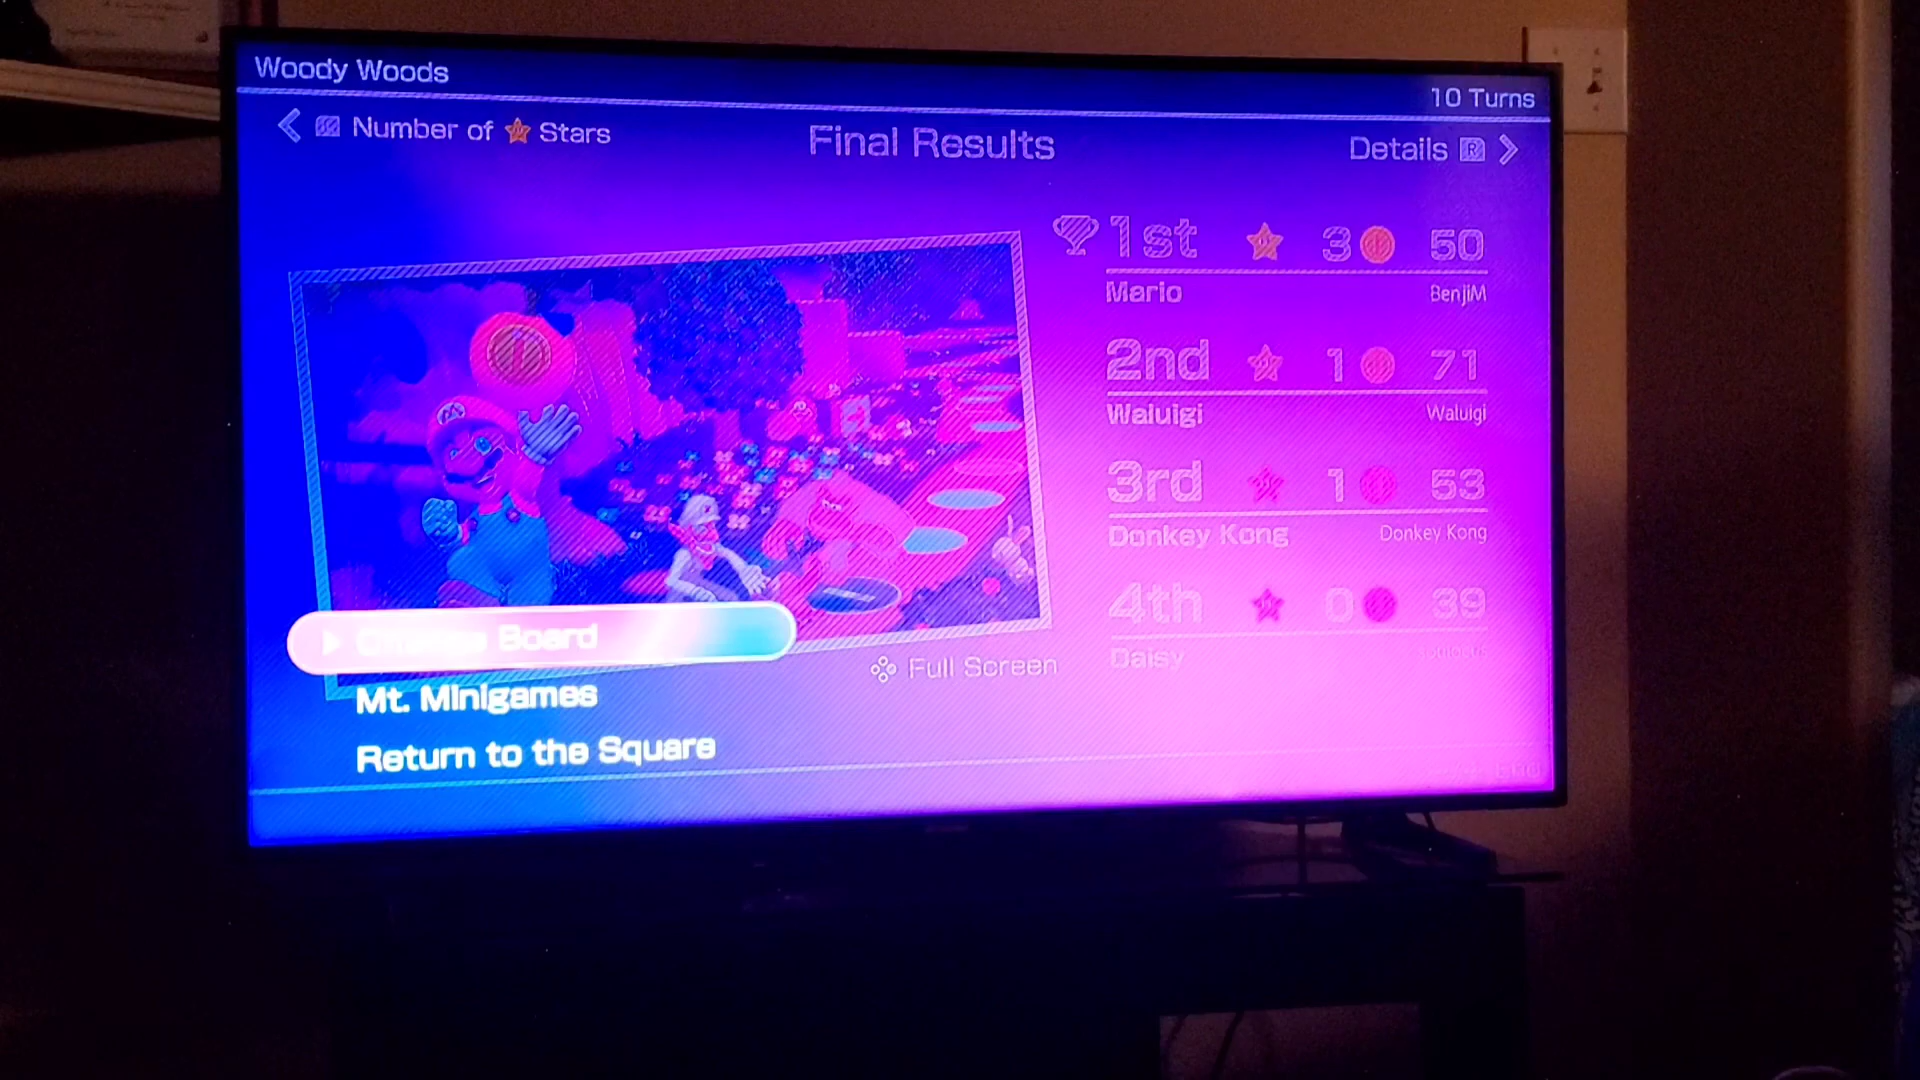 Woody Woods
10 Turns
Number of Stars
Final Results
Details R
1st 3 50
Mario BenjiM
2nd 1 71
Waluigi Waluigi
3rd 1 53
Donkey Kong Donkey Kong
4th 0 39
Daisy
Board
Full Screen
Mt. Minigames
Return to the Square